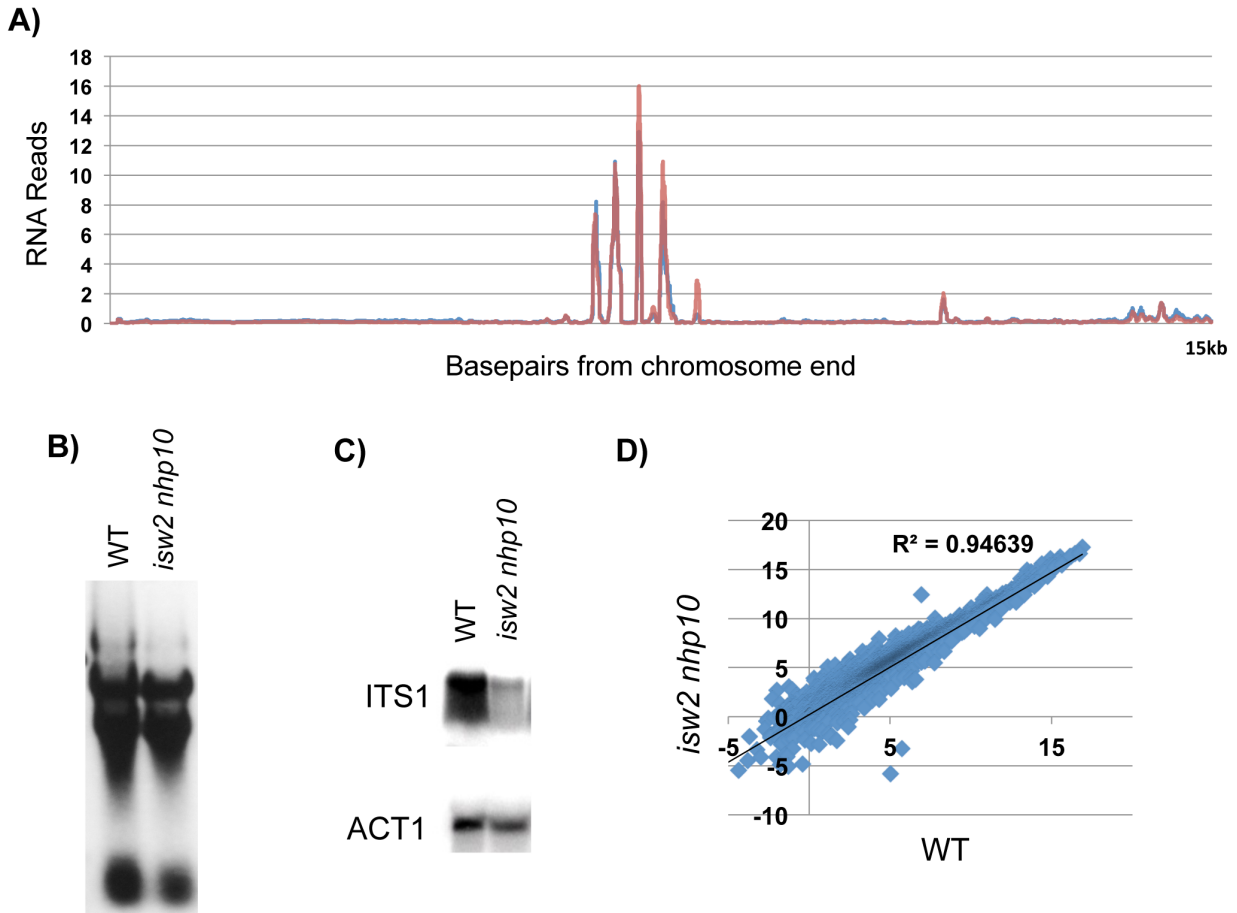 A)
RNA Reads
18
16
14
12
10
8
6
4
2
0
15kb
Basepairs from chromosome end
B)
WT
isw2 nhp10
C)
WT
isw2 nhp10
ITS1
ACT1
D)
isw2 nhp10
R² = 0.94639
20
15
10
5
0
-5
-10
-5
5
15
WT